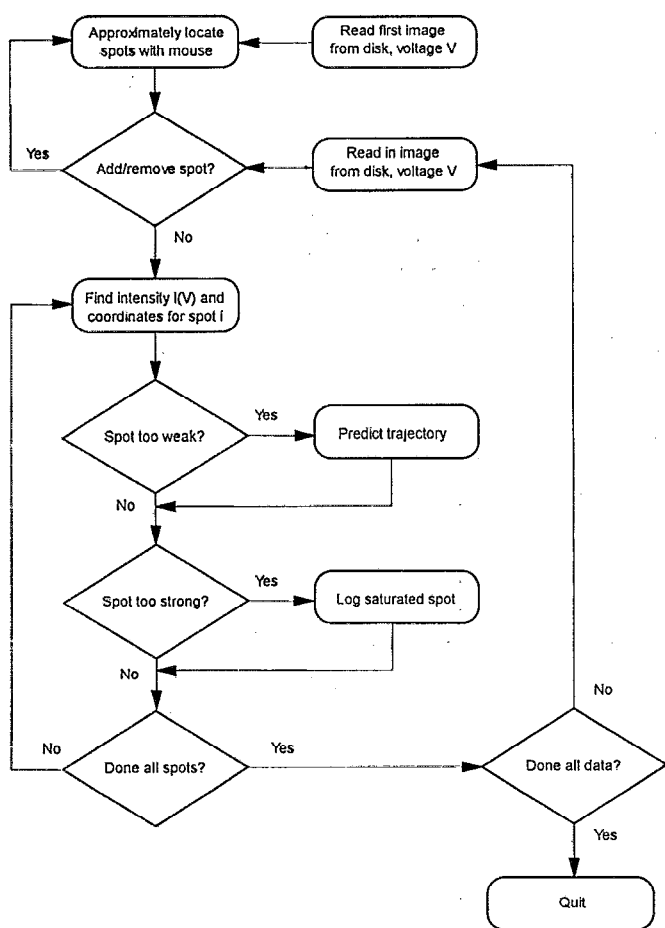 Approximately locate
spots with mouse
Read first image
from disk, voltage V
Yes
Add/remove spot?
Read in image
from disk, voltage V
No
Find intensity I(V) and
coordinates for spot i
Yes
Spot too weak?
Predict trajectory
No
Yes
Spot too strong?
Log saturated spot
No
No
No
Yes
Done all spots?
Done all data?
Yes
Quit